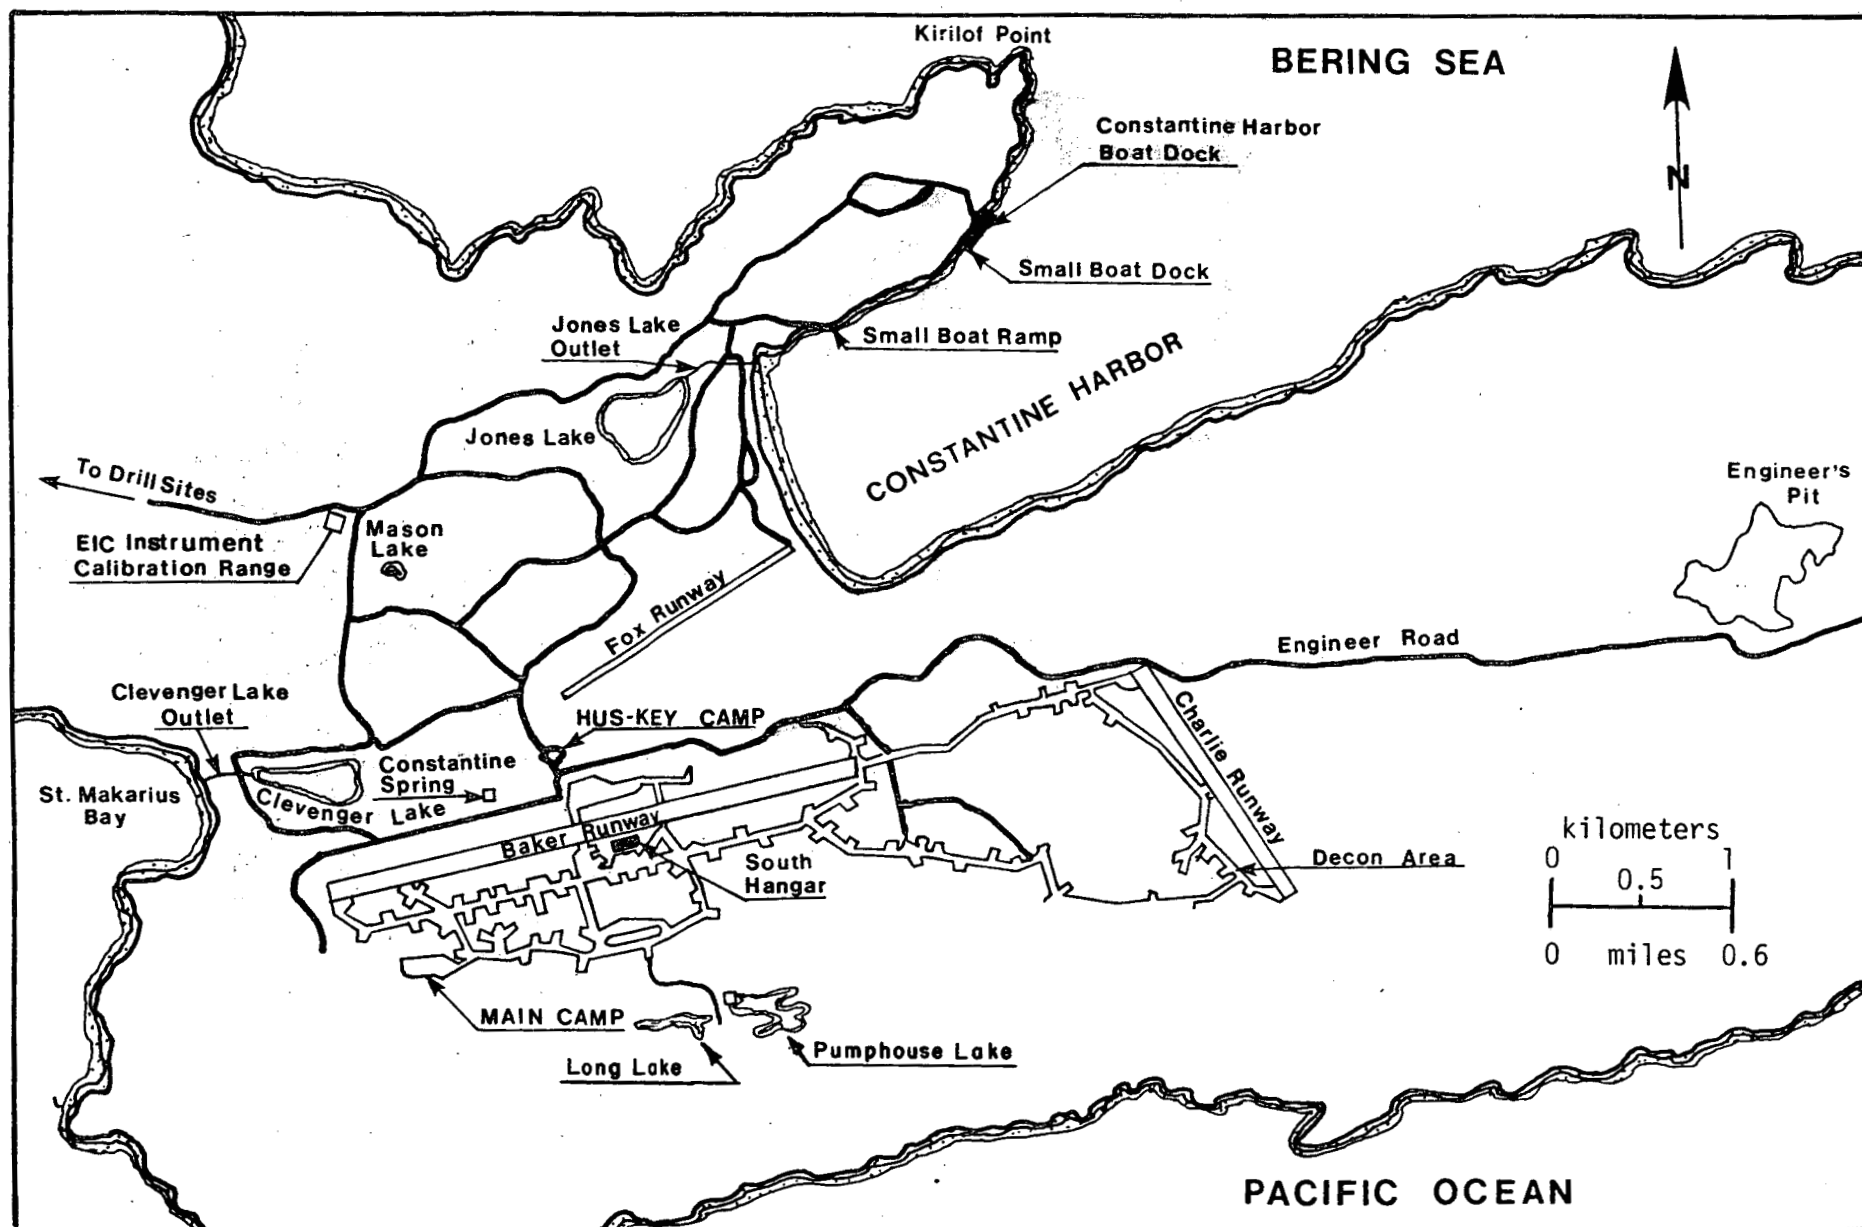 Kirilof Point
BERING SEA
N
Constantine Harbor
Boat Dock
Small Boat Dock
Small Boat Ramp
Jones Lake
Outlet
Jones Lake
CONSTANTINE HARBOR
To Drill Sites
EIC Instrument
Calibration Range
Mason
Lake
Engineer's
Pit
Fox Runway
Engineer Road
Clevenger Lake
Outlet
HUS-KEY CAMP
Charlie Runway
Constantine
Spring
St. Makarius
Bay
Clevenger Lake
Baker Runway
South
Hangar
Decon Area
kilometers
0 1
0.5
0 miles 0.6
MAIN CAMP
Long Lake
Pumphouse Lake
PACIFIC OCEAN